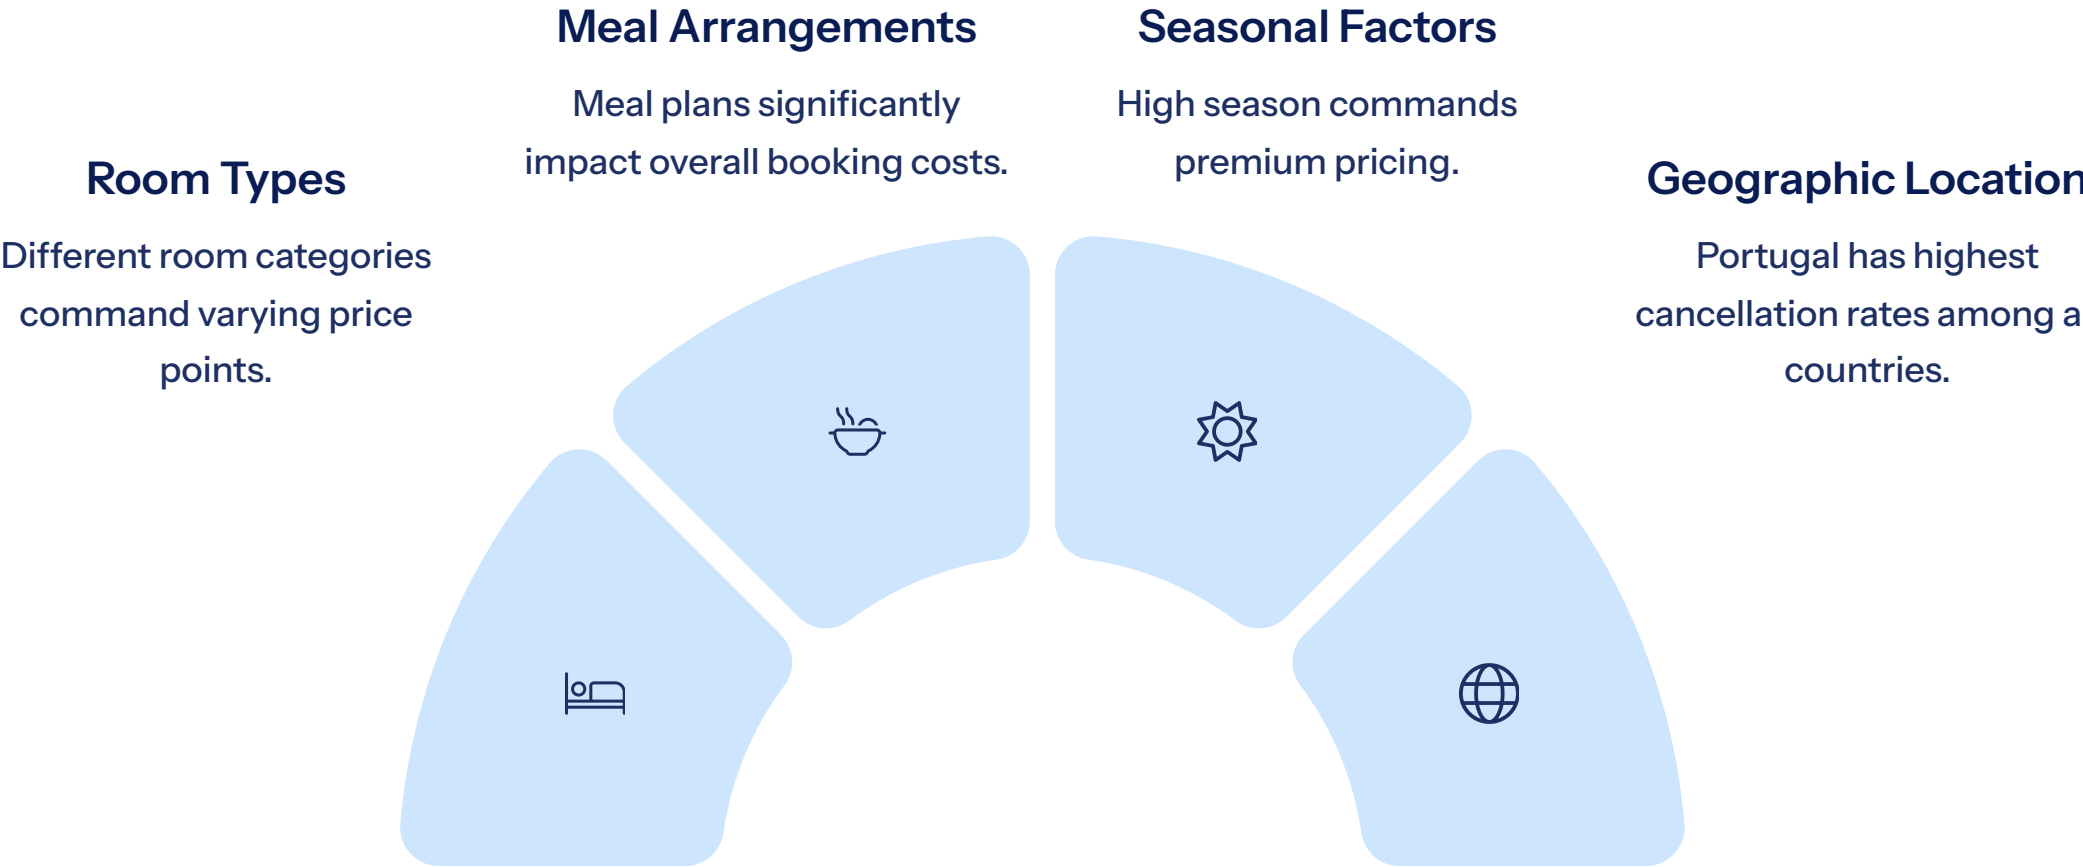 Room Types
Different room categories
command varying price
points.
Meal Arrangements
Meal plans significantly
impact overall booking costs.
Seasonal Factors
High season commands
premium pricing.
Geographic Location
Portugal has highest
cancellation rates among a
countries.